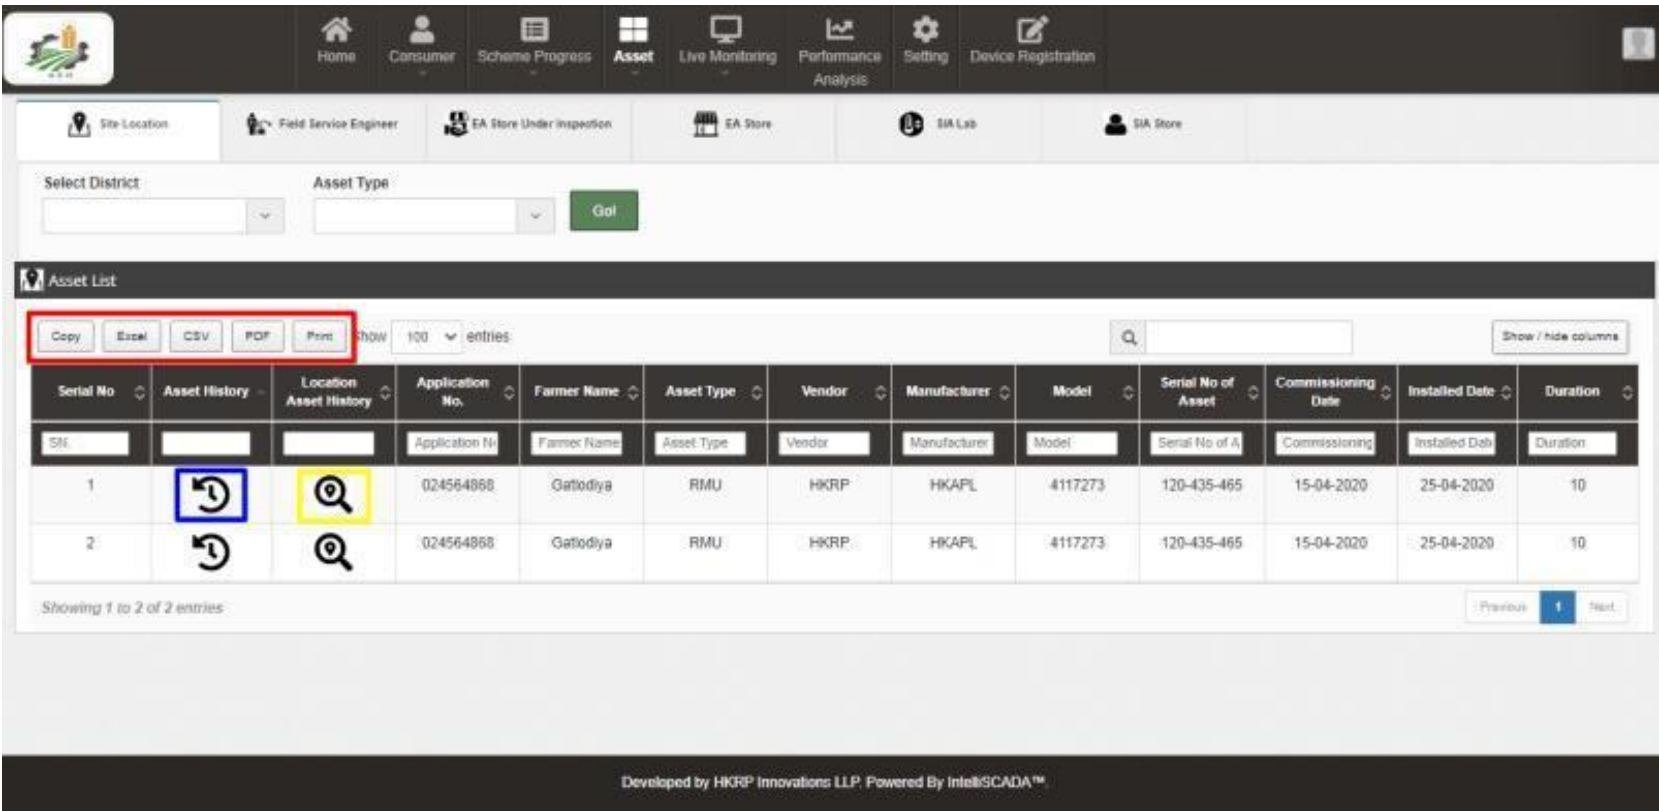 Home Consumer Scheme Progress Asset Live Monitoring Performance Analysis Setting Device Registration
Site Location Field Service Engineer EA Store Under Inspection EA Store SIA Lab SIA Store
Select District Asset Type
Go!
Asset List
Copy Excel CSV PDF Print Show 100 entries Show / hide columns
Serial No Asset History Location Asset History Application No. Farmer Name Asset Type Vendor Manufacturer Model Serial No of Asset Commissioning Date Installed Date Duration
SN. Application N Farmer Name Asset Type Vendor Manufacturer Model Serial No of A Commissioning Installed Dat Duration
1 024564868 Gatlodiya RMU HKRP HKAPL 4117273 120-435-465 15-04-2020 25-04-2020 10
2 024564868 Gatlodiya RMU HKRP HKAPL 4117273 120-435-465 15-04-2020 25-04-2020 10
Showing 1 to 2 of 2 entries Previous 1 Next
Developed by HKRP Innovations LLP. Powered By IntelliSCADA™.